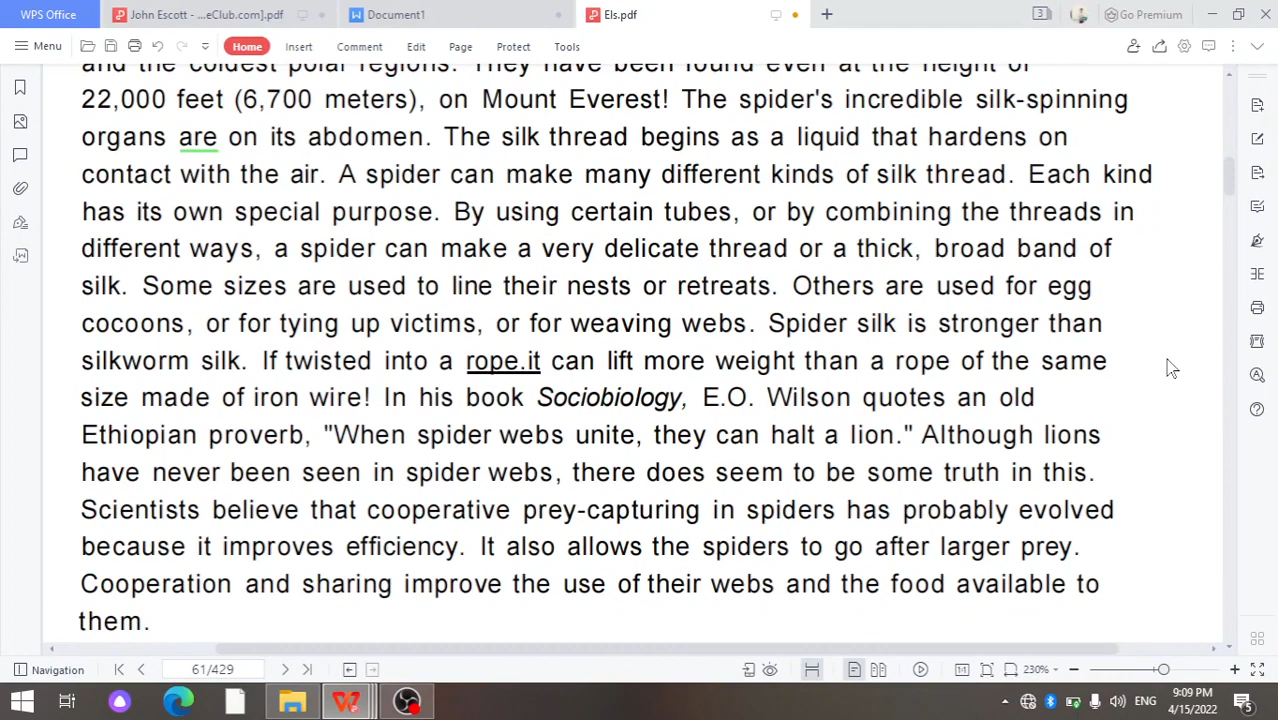 WPS Office
John Escott - ...eClub.com].pdf
Document1
Els.pdf
3
Go Premium
Menu
Home
Insert
Comment
Edit
Page
Protect
Tools
and the coldest polar regions. They have been found even at the height of
22,000 feet (6,700 meters), on Mount Everest! The spider's incredible silk-spinning
organs are on its abdomen. The silk thread begins as a liquid that hardens on
contact with the air. A spider can make many different kinds of silk thread. Each kind
has its own special purpose. By using certain tubes, or by combining the threads in
different ways, a spider can make a very delicate thread or a thick, broad band of
silk. Some sizes are used to line their nests or retreats. Others are used for egg
cocoons, or for tying up victims, or for weaving webs. Spider silk is stronger than
silkworm silk. If twisted into a rope.it can lift more weight than a rope of the same
size made of iron wire! In his book Sociobiology, E.O. Wilson quotes an old
Ethiopian proverb, "When spider webs unite, they can halt a lion." Although lions
have never been seen in spider webs, there does seem to be some truth in this.
Scientists believe that cooperative prey-capturing in spiders has probably evolved
because it improves efficiency. It also allows the spiders to go after larger prey.
Cooperation and sharing improve the use of their webs and the food available to
them.
Navigation
61/429
230%
ENG
9:09 PM
4/15/2022
5